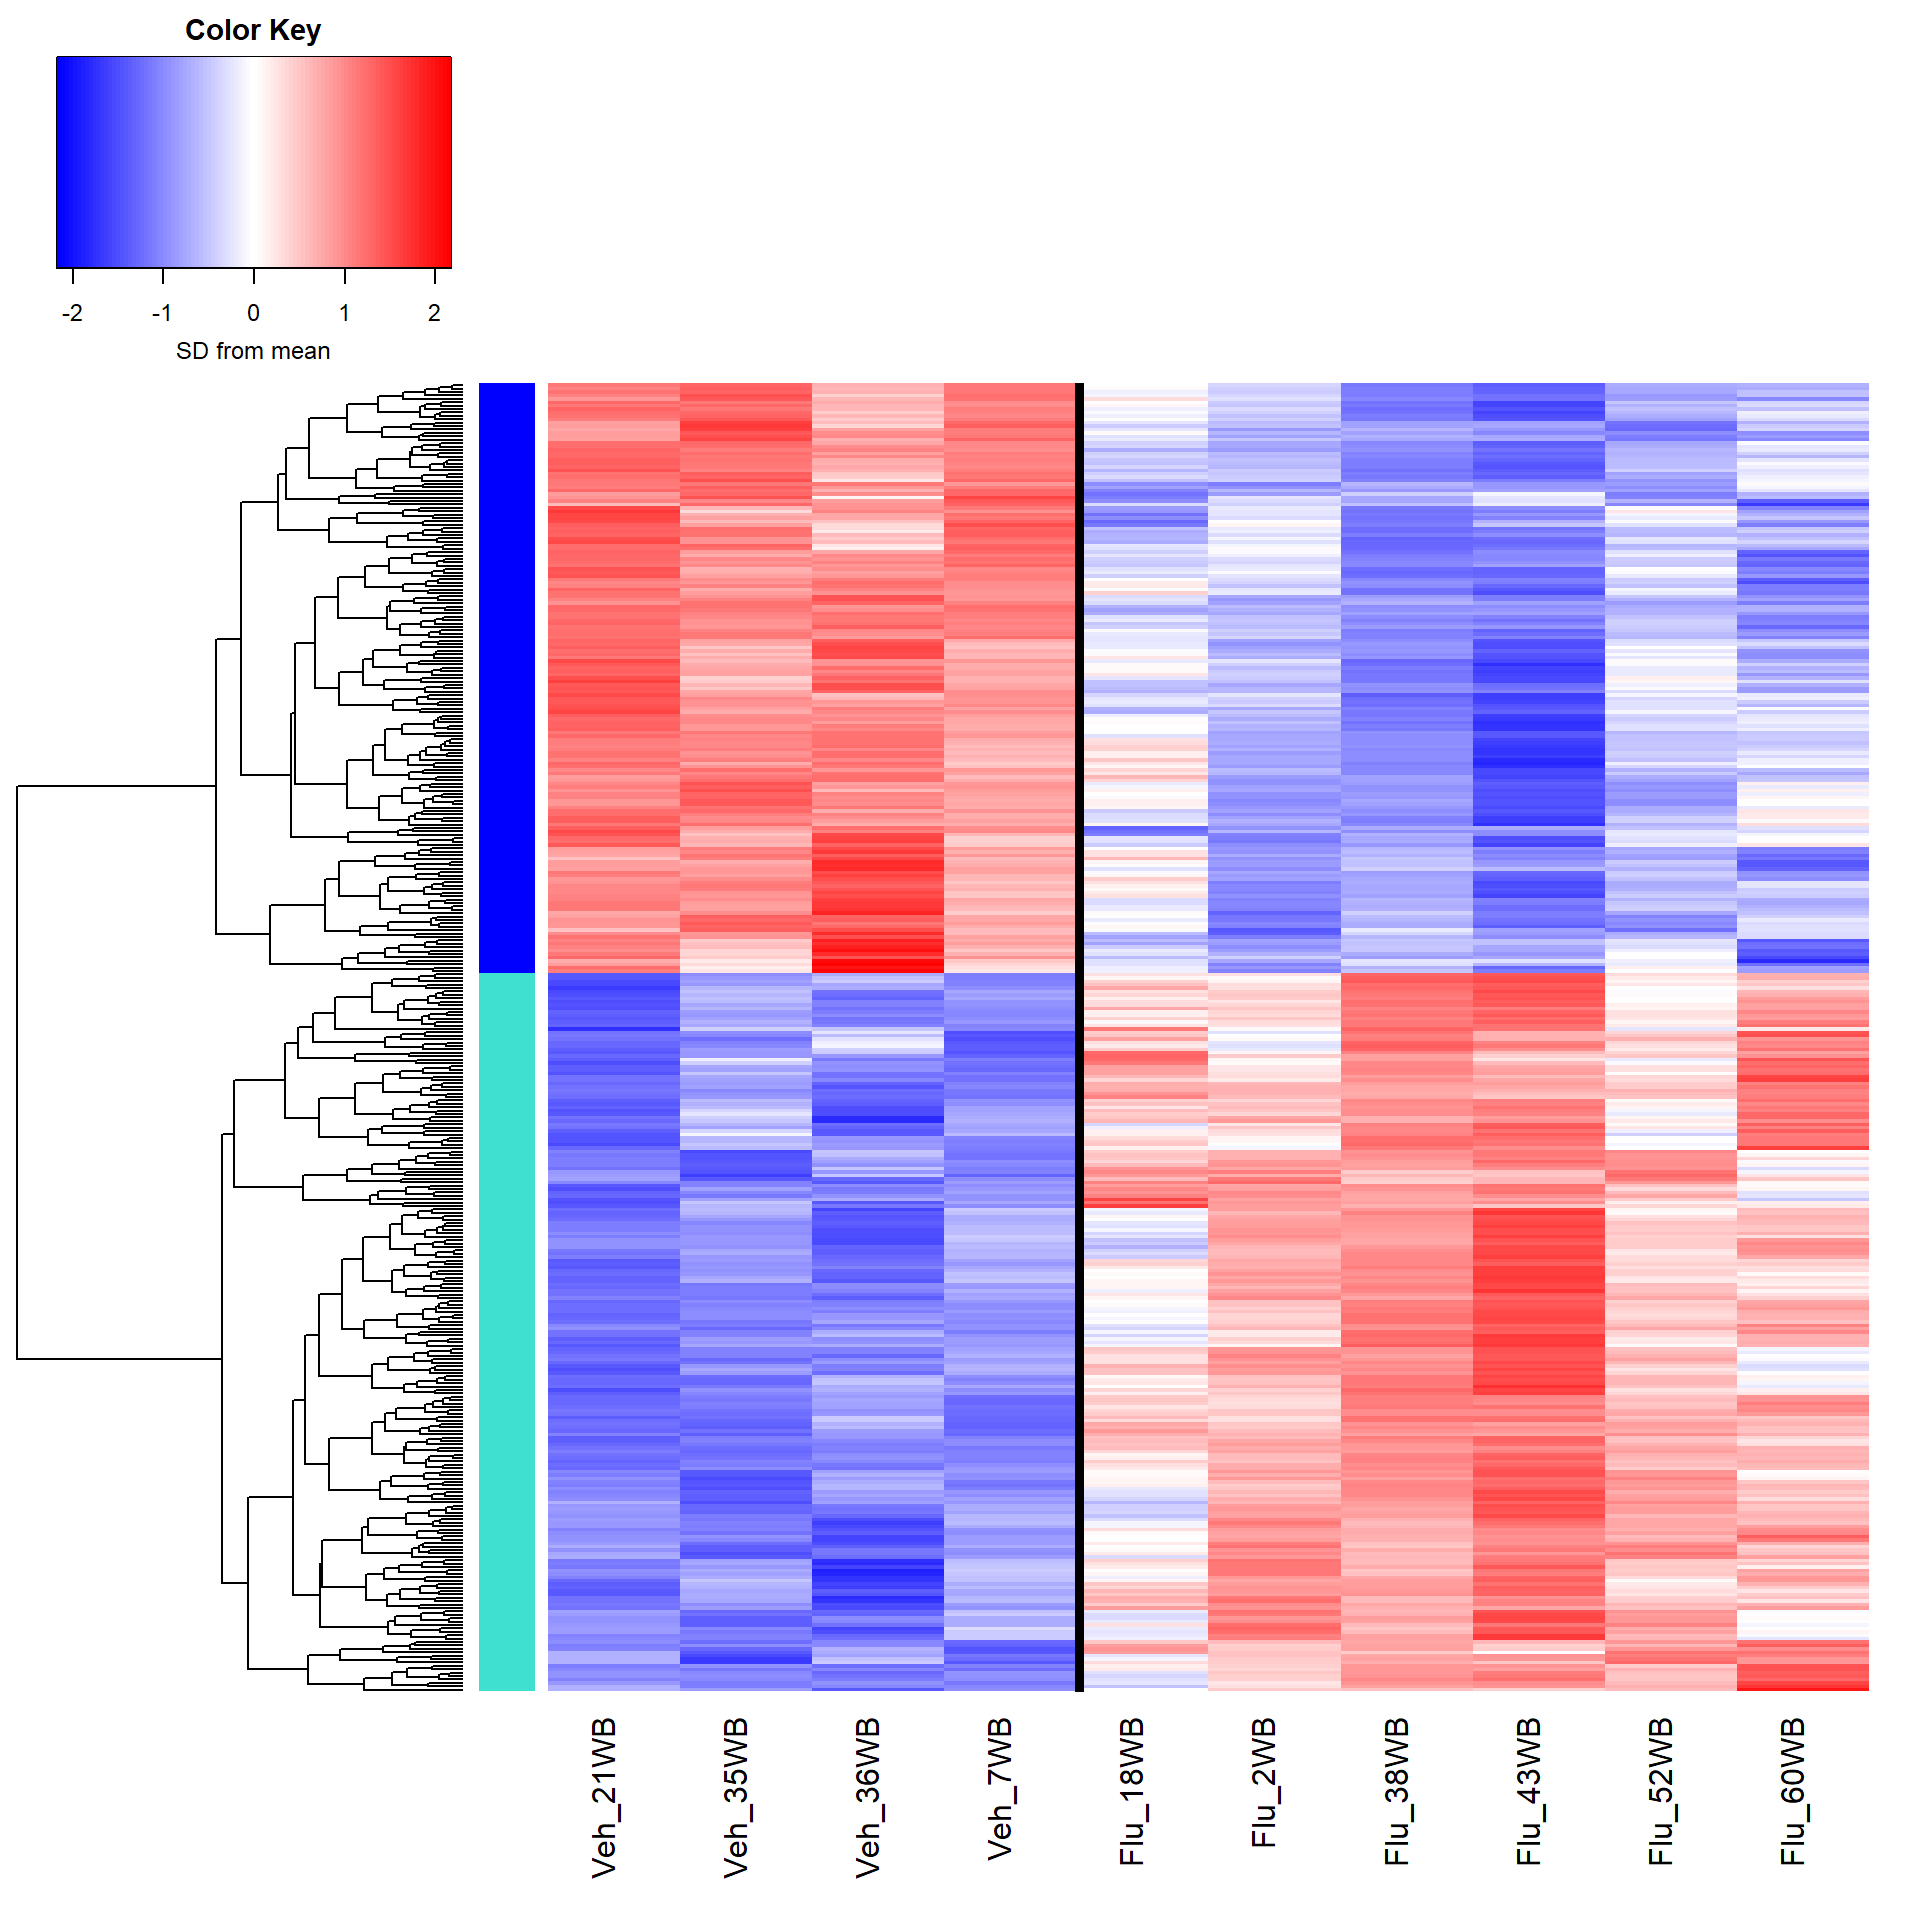 Color Key
-2 -1 0 1 2
SD from mean
Veh_21WB
Veh_35WB
Veh_36WB
Veh_7WB
Flu_18WB
Flu_2WB
Flu_38WB
Flu_43WB
Flu_52WB
Flu_60WB